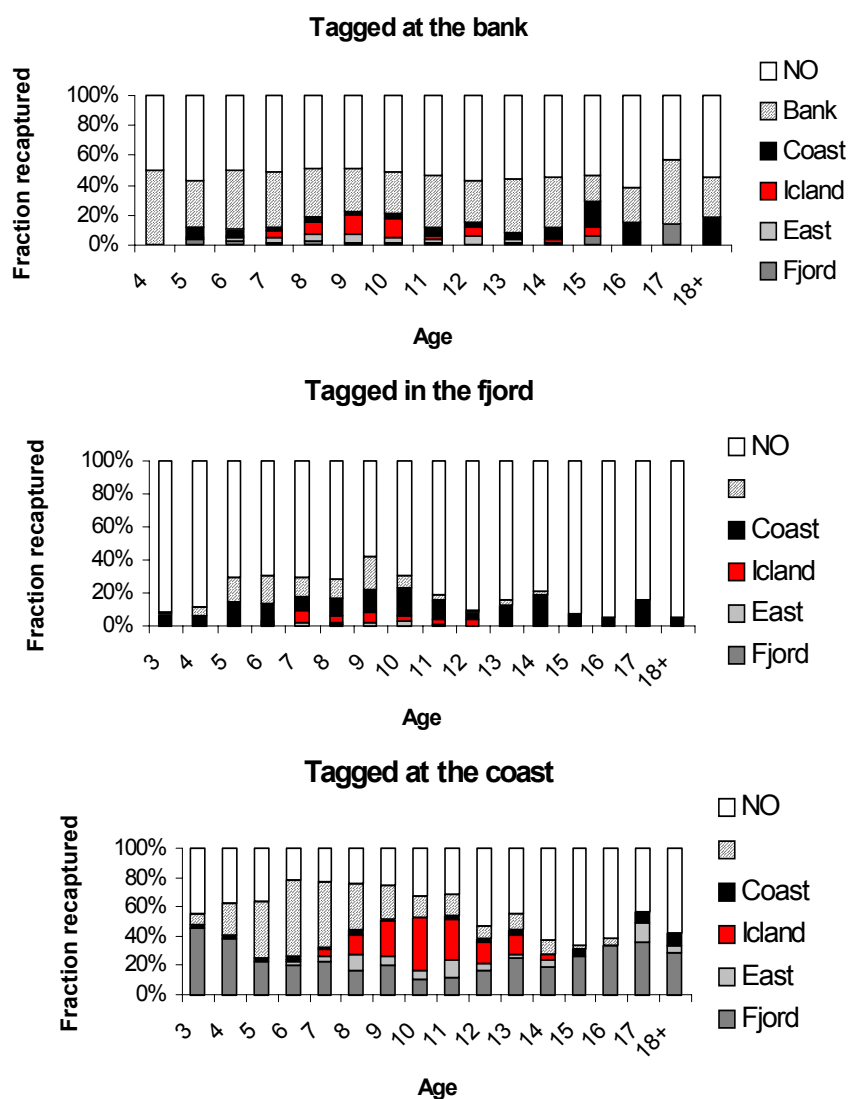 Tagged at the bank
Fraction recaptured
100%
80%
60%
40%
20%
0%
4 5 6 7 8 9 10 11 12 13 14 15 16 17 18+
Age
NO
Bank
Coast
Icland
East
Fjord
Tagged in the fjord
Fraction recaptured
100%
80%
60%
40%
20%
0%
3 4 5 6 7 8 9 10 11 12 13 14 15 16 17 18+
Age
NO
Coast
Icland
East
Fjord
Tagged at the coast
Fraction recaptured
100%
80%
60%
40%
20%
0%
3 4 5 6 7 8 9 10 11 12 13 14 15 16 17 18+
Age
NO
Coast
Icland
East
Fjord